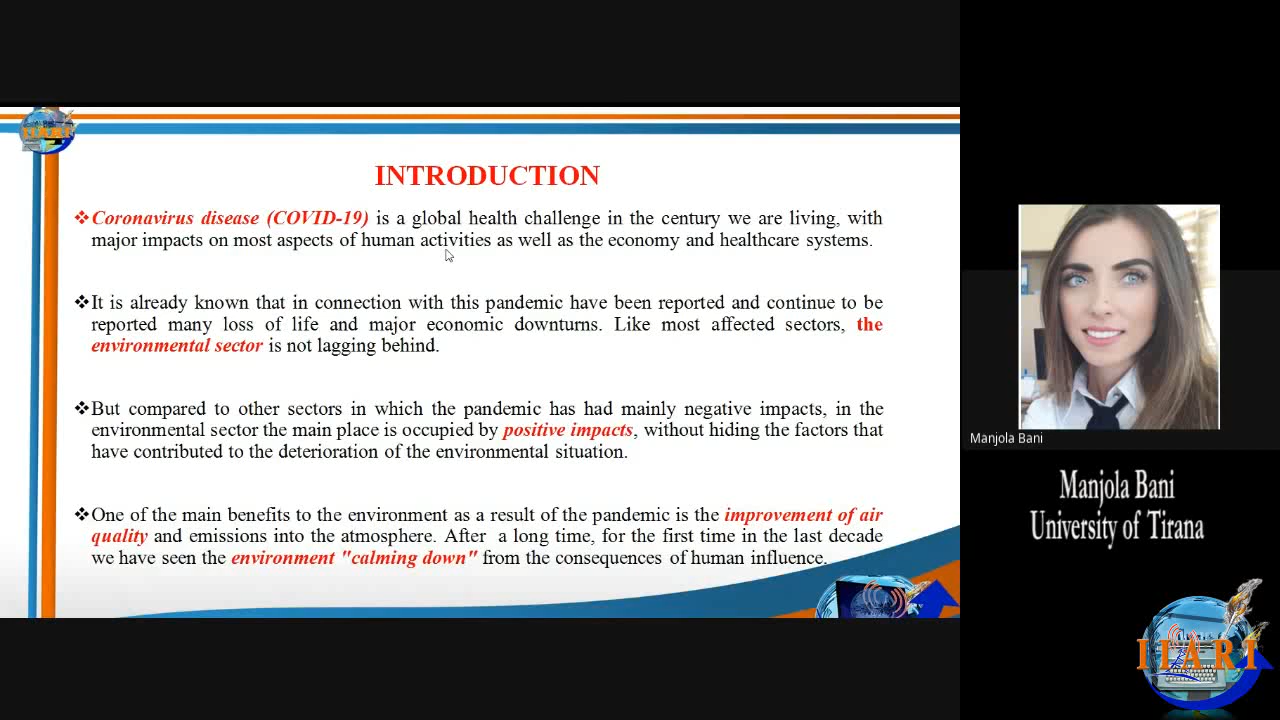 IIARI
INTRODUCTION
❖Coronavirus disease (COVID-19) is a global health challenge in the century we are living, with
major impacts on most aspects of human activities as well as the economy and healthcare systems.
❖It is already known that in connection with this pandemic have been reported and continue to be
reported many loss of life and major economic downturns. Like most affected sectors, the
environmental sector is not lagging behind.
❖But compared to other sectors in which the pandemic has had mainly negative impacts, in the
environmental sector the main place is occupied by positive impacts, without hiding the factors that
have contributed to the deterioration of the environmental situation.
❖One of the main benefits to the environment as a result of the pandemic is the improvement of air
quality and emissions into the atmosphere. After a long time, for the first time in the last decade
we have seen the environment "calming down" from the consequences of human influence.
Manjola Bani
Manjola Bani
University of Tirana
IIARI